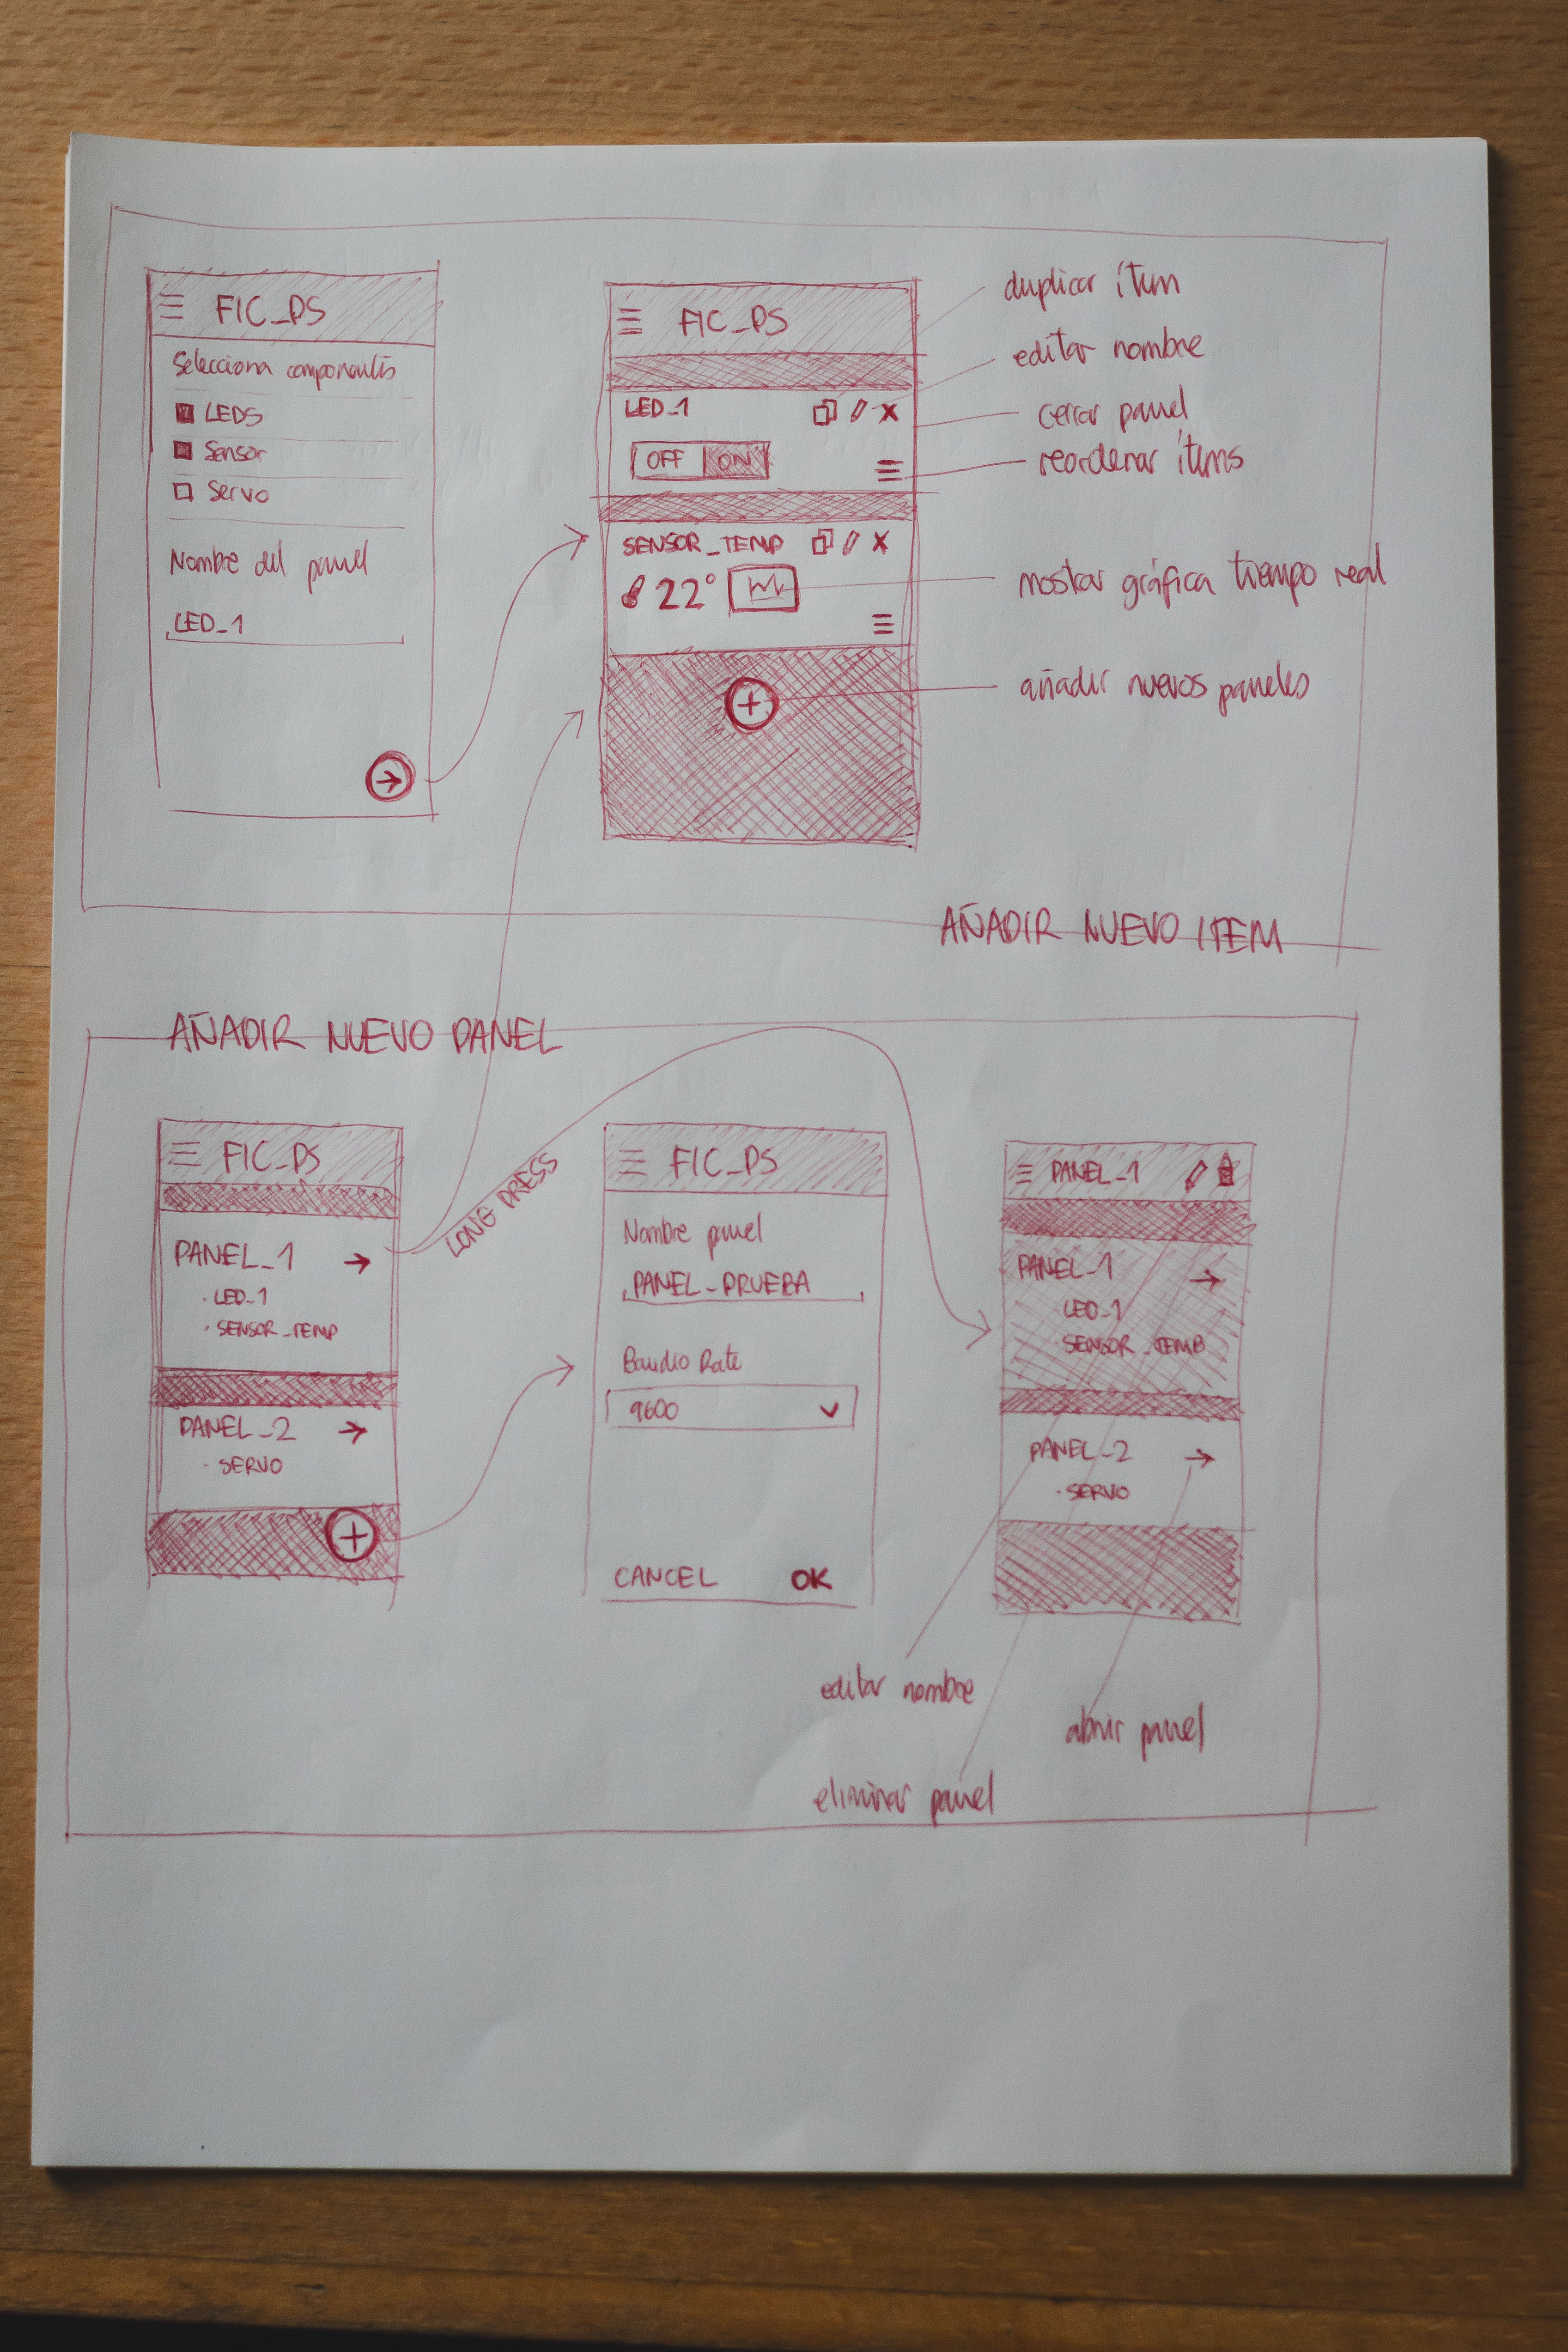 FIC_PS
Selecciona componentes
LEDS
Sensor
Servo
Nombre del panel
LED_1
FIC_PS
LED_1
OFF ON
SENSOR_TEMP
22°
duplicar ítem
editar nombre
cerrar panel
reordenar ítems
mostar gráfica tiempo real
añadir nuevos paneles
AÑADIR NUEVO ITEM
AÑADIR NUEVO PANEL
FIC_PS
PANEL_1
· LED_1
· SENSOR_TEMP
PANEL_2
· SERVO
LONG PRESS
FIC_PS
Nombre panel
PANEL_PRUEBA
Baudio Rate
9600
CANCEL OK
PANEL_1
PANEL_1
LED_1
SENSOR_TEMP
PANEL_2
· SERVO
editar nombre
abrir panel
eliminar panel